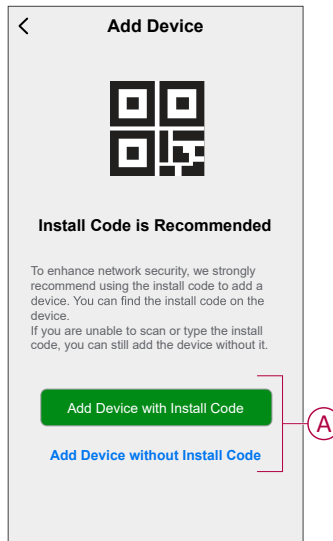 Add Device
Install Code is Recommended
To enhance network security, we strongly
recommend using the install code to add a
device. You can find the install code on the
device.
If you are unable to scan or type the install
code, you can still add the device without it.
Add Device with Install Code
A
Add Device without Install Code